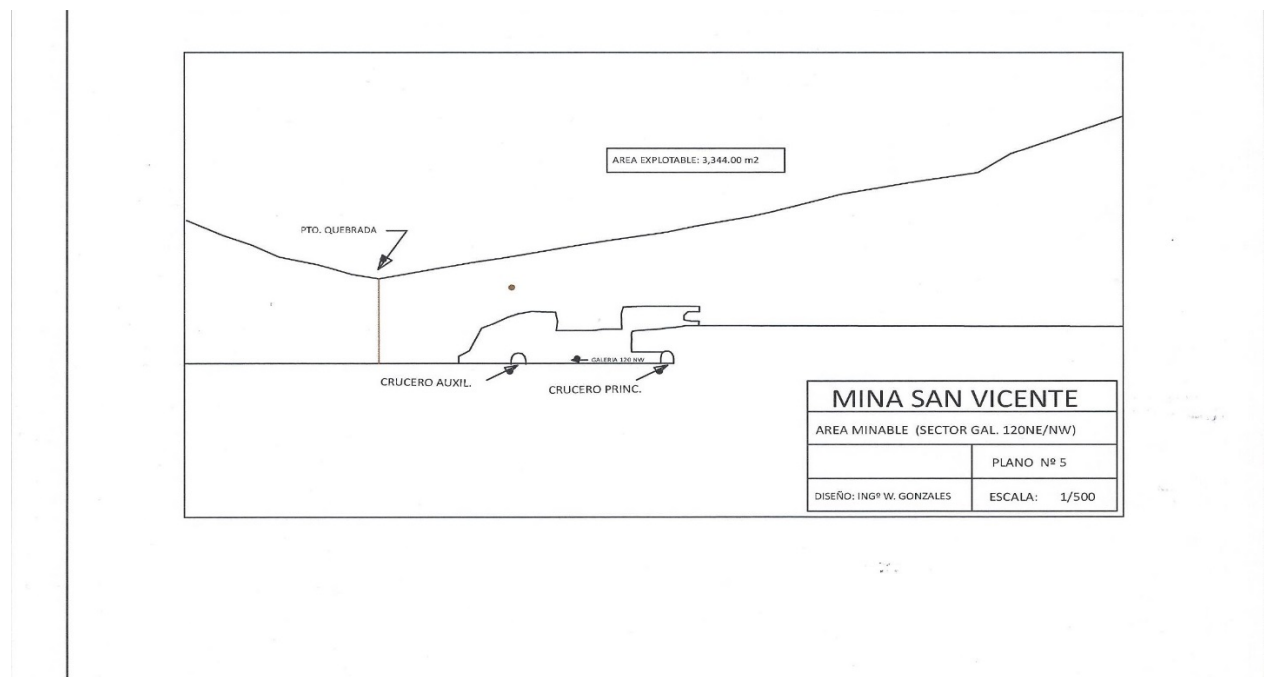 AREA EXPLOTABLE: 3,344.00 m2
PTO. QUEBRADA
GALERIA 120 NW
CRUCERO AUXIL.
CRUCERO PRINC.
MINA SAN VICENTE
AREA MINABLE (SECTOR GAL. 120NE/NW)
PLANO Nº 5
DISEÑO: INGº W. GONZALES
ESCALA: 1/500